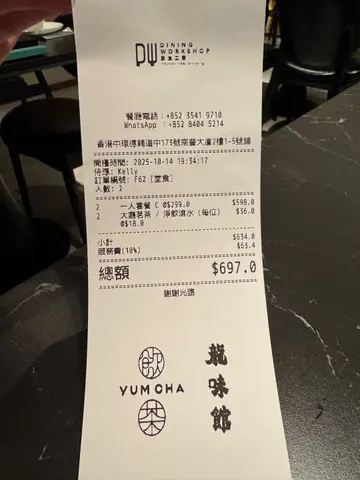 DINING
WORKSHOP
餐廳電話：+852 3541 9710
WhatsApp ：+852 8404 5214
香港中環德輔道中173號南豐大廈2樓1-5號舖
開檯時間: 2025-10-14 19:34:17
侍應: Kelly
訂單編號: F62 [堂食]
人數: 2
2 一人套餐 C @$299.0 $598.0
2 大廳茗茶 / 淨飲滾水 (每位) $36.0
@$18.0
小計 $634.0
服務費(10%) $63.4
總額 $697.0
謝謝光臨
飲
YUM CHA
茶
龍味館